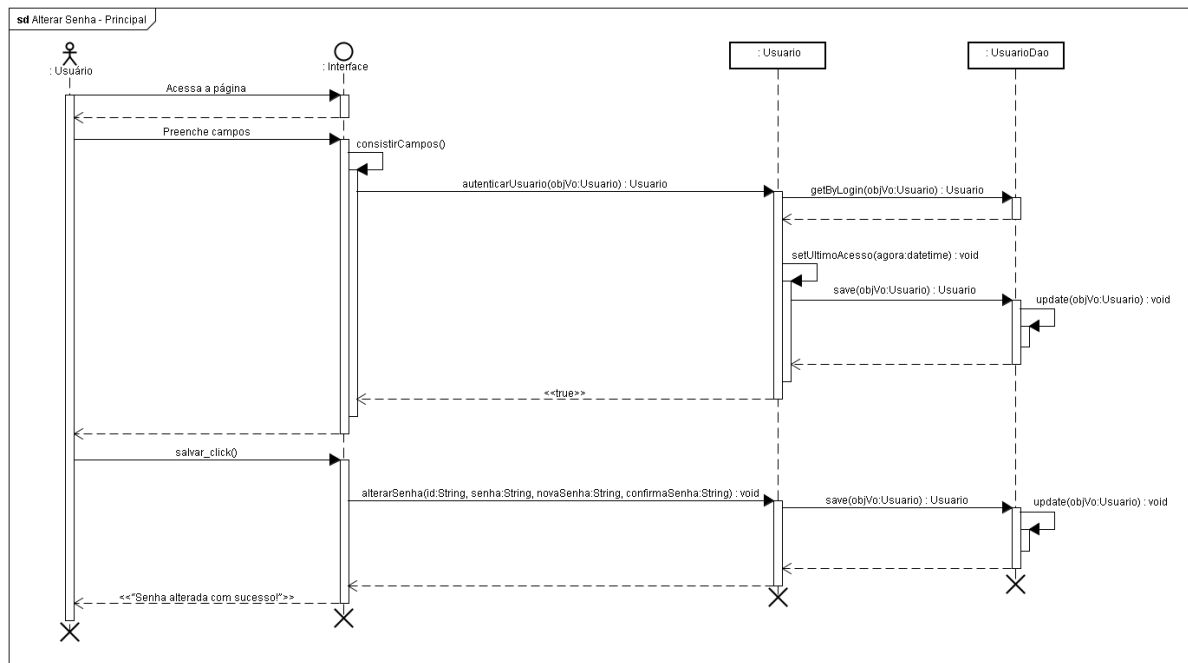 sd Alterar Senha - Principal
: Usuário
: Interface
: Usuario
: UsuarioDao
Acessa a página
Preenche campos
consistirCampos()
autenticarUsuario(objVo:Usuario) : Usuario
getByLogin(objVo:Usuario) : Usuario
setUltimoAcesso(agora:datetime) : void
save(objVo:Usuario) : Usuario
update(objVo:Usuario) : void
<<true>>
salvar_click()
alterarSenha(id:String, senha:String, novaSenha:String, confirmaSenha:String) : void
save(objVo:Usuario) : Usuario
update(objVo:Usuario) : void
<<"Senha alterada com sucesso!">>